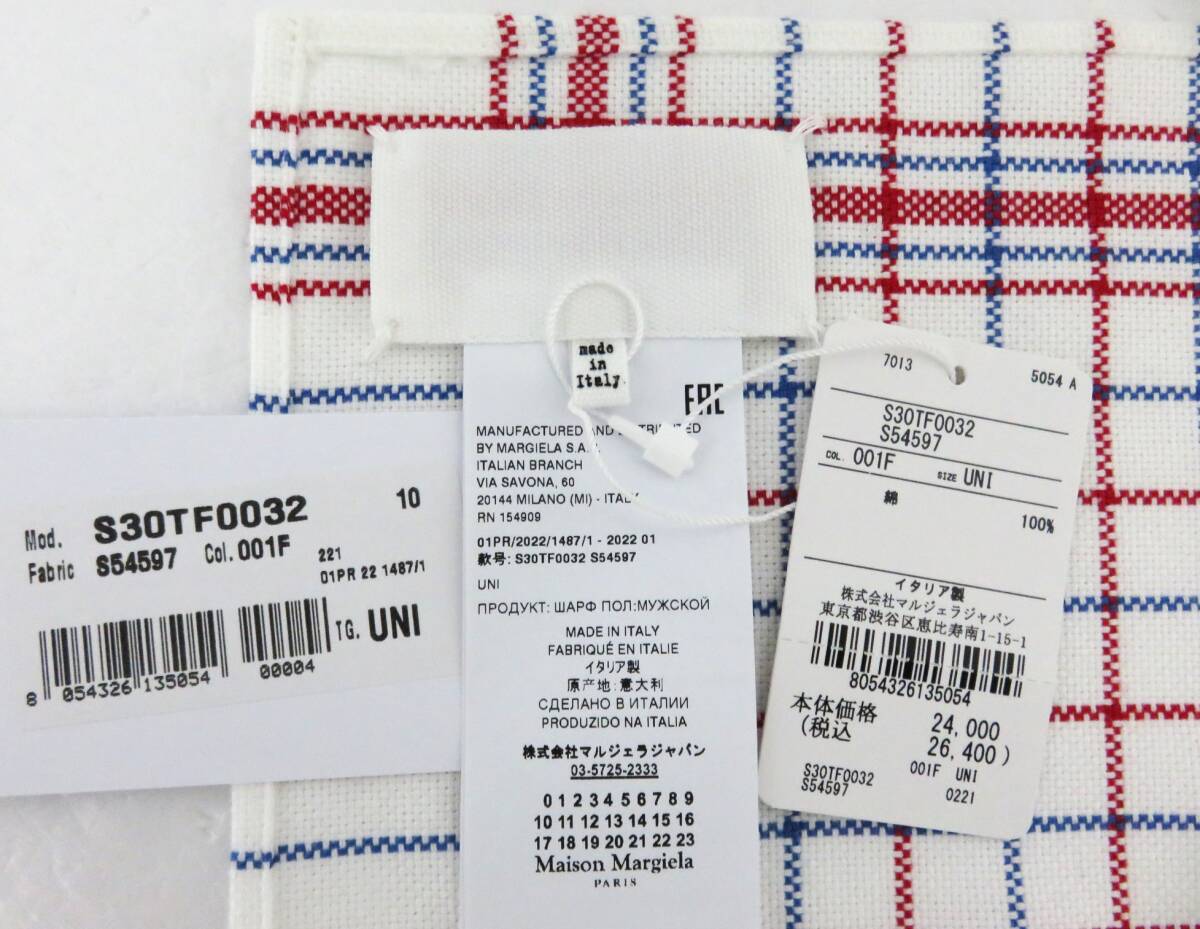 Mod. S30TF0032 10
Fabric S54597 Col. 001F 221
01PR 22 1487/1
TG. UNI
8 054326 135054 00004
made
in
Italy
EAC
MANUFACTURED AND
BY MARGIELA
ITALIAN BRANCH
VIA SAVONA, 60
20144 MILANO (MI) - ITALY
RN 154909
01PR/2022/1487/1 - 2022 01
款号: S30TF0032 S54597
UNI
ПРОДУКТ: ШАРФ ПОЛ:МУЖСКОЙ
MADE IN ITALY
FABRIQUÉ EN ITALIE
イタリア製
原产地:意大利
СДЕЛАНО В ИТАЛИИ
PRODUZIDO NA ITALIA
株式会社マルジェラジャパン
03-5725-2333
0 1 2 3 4 5 6 7 8 9
10 11 12 13 14 15 16
17 18 19 20 21 22 23
Maison Margiela
PARIS
7013 5054 A
S30TF0032
S54597
COL. 001F SIZE UNI
綿 100%
イタリア製
株式会社マルジェラジャパン
東京都渋谷区恵比寿南1-15-1
8054326135054
本体価格 24,000
(税込 26,400)
S30TF0032 001F UNI
S54597 0221